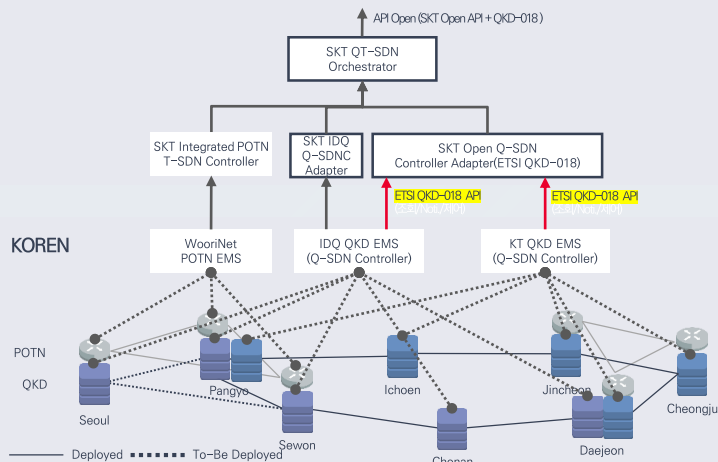 API Open (SKT Open API + QKD-018)
SKT QT-SDN
Orchestrator
SKT Integrated POTN
T-SDN Controller
SKT IDQ
Q-SDNC
Adapter
SKT Open Q-SDN
Controller Adapter(ETSI QKD-018)
ETSI QKD-018 API
ETSI QKD-018 API
KOREN
WooriNet
POTN EMS
IDQ QKD EMS
(Q-SDN Controller)
KT QKD EMS
(Q-SDN Controller)
POTN
QKD
Seoul
Pangyo
Sewon
Ichoen
Chonan
Jincheon
Daejeon
Cheongju
Deployed
To-Be Deployed